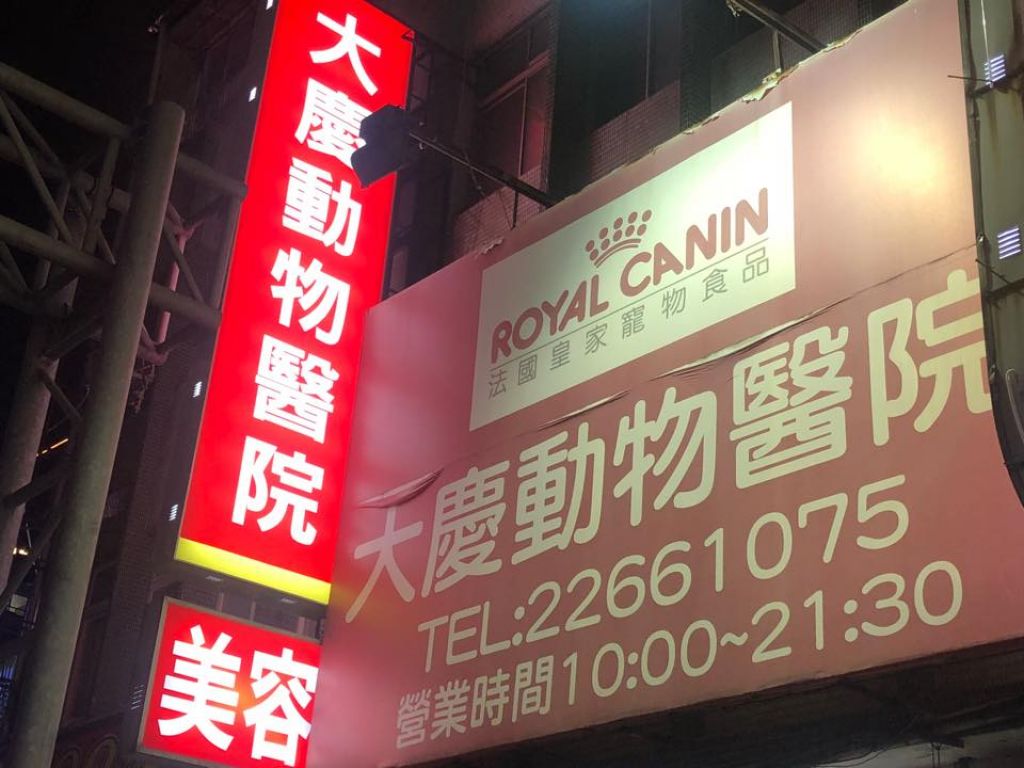 大慶動物醫院
美容
ROYAL CANIN
法國皇家寵物食品
大慶動物醫院
TEL:22661075
營業時間10:00~21:30